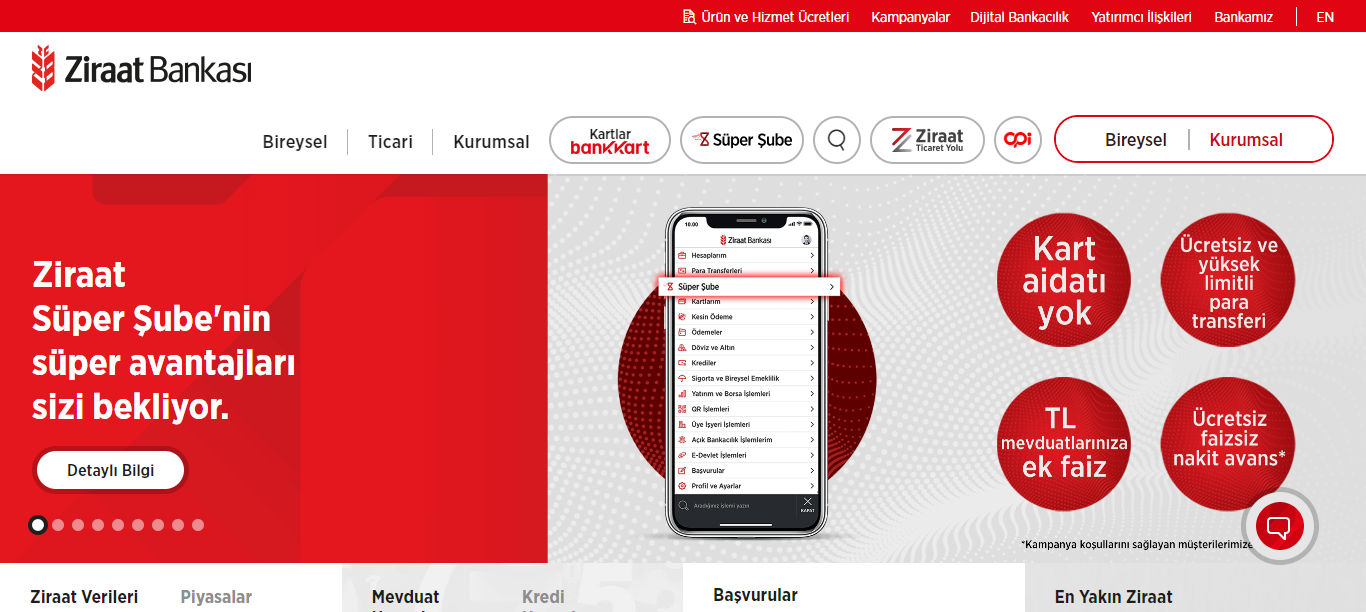 Ürün ve Hizmet Ücretleri Kampanyalar Dijital Bankacılık Yatırımcı İlişkileri Bankamız EN
Ziraat Bankası
Bireysel Ticari Kurumsal
Kartlar
bankkart
Süper Şube
Ziraat
Ticaret Yolu
opi
Bireysel Kurumsal
Ziraat
Süper Şube'nin
süper avantajları
sizi bekliyor.
Detaylı Bilgi
10.00
Ziraat Bankası
Hesaplarım
Para Transferleri
Süper Şube
Kartlarım
Kesin Ödeme
Ödemeler
Döviz ve Altın
Krediler
Sigorta ve Bireysel Emeklilik
Yatırım ve Borsa İşlemleri
QR İşlemleri
Üye İşyeri İşlemleri
Açık Bankacılık İşlemlerim
E-Devlet İşlemleri
Başvurular
Profil ve Ayarlar
Aradığınız işlemi yazın
KAPAT
Kart
aidatı
yok
Ücretsiz ve
yüksek
limitli
para
transferi
TL
mevduatlarınıza
ek faiz
Ücretsiz
faizsiz
nakit avans*
*Kampanya koşullarını sağlayan müşterilerimize
Ziraat Verileri Piyasalar
Mevduat
Kredi
Başvurular
En Yakın Ziraat